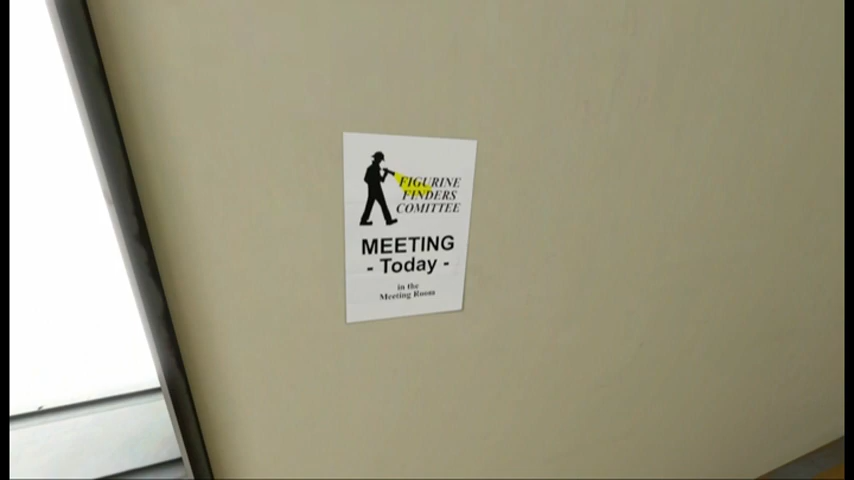 FIGURINE
FINDERS
COMITTEE
MEETING
- Today -
in the
Meeting Room